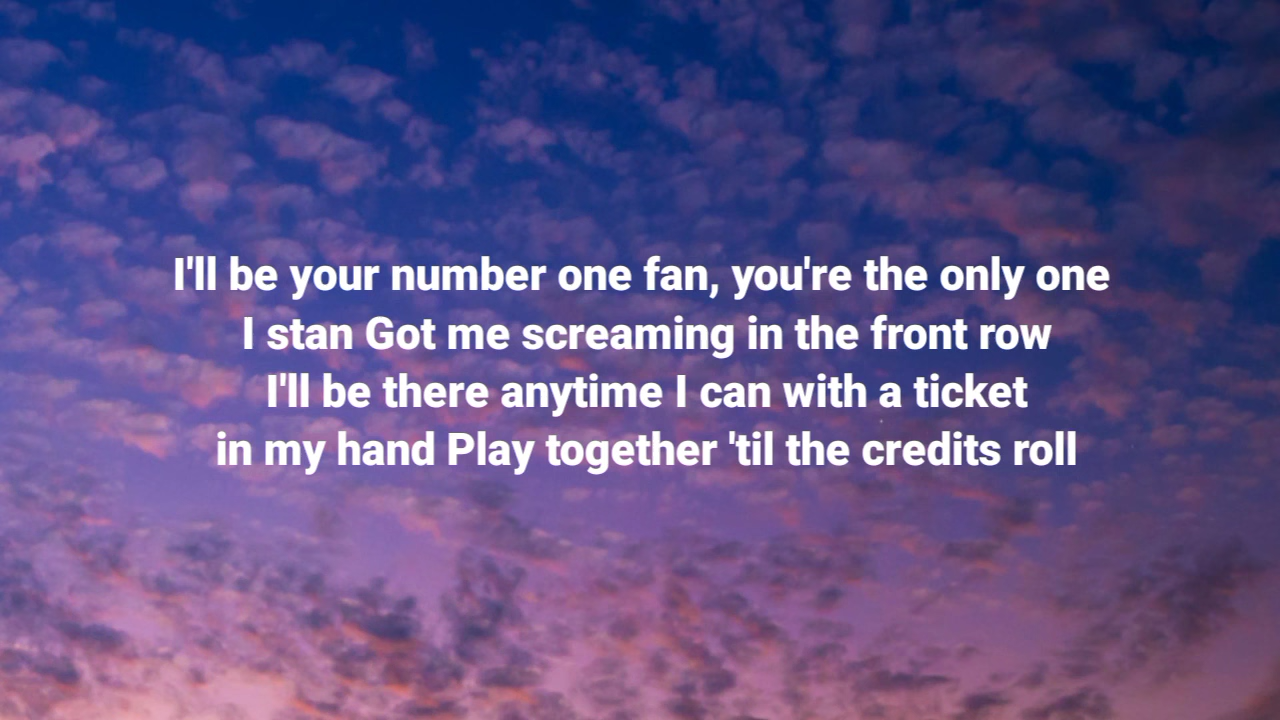 I'll be your number one fan, you're the only one
I stan Got me screaming in the front row
I'll be there anytime I can with a ticket
in my hand Play together 'til the credits roll